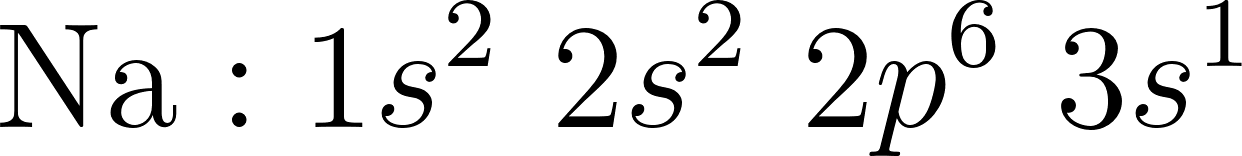 Na : 1s² 2s² 2p⁶ 3s¹